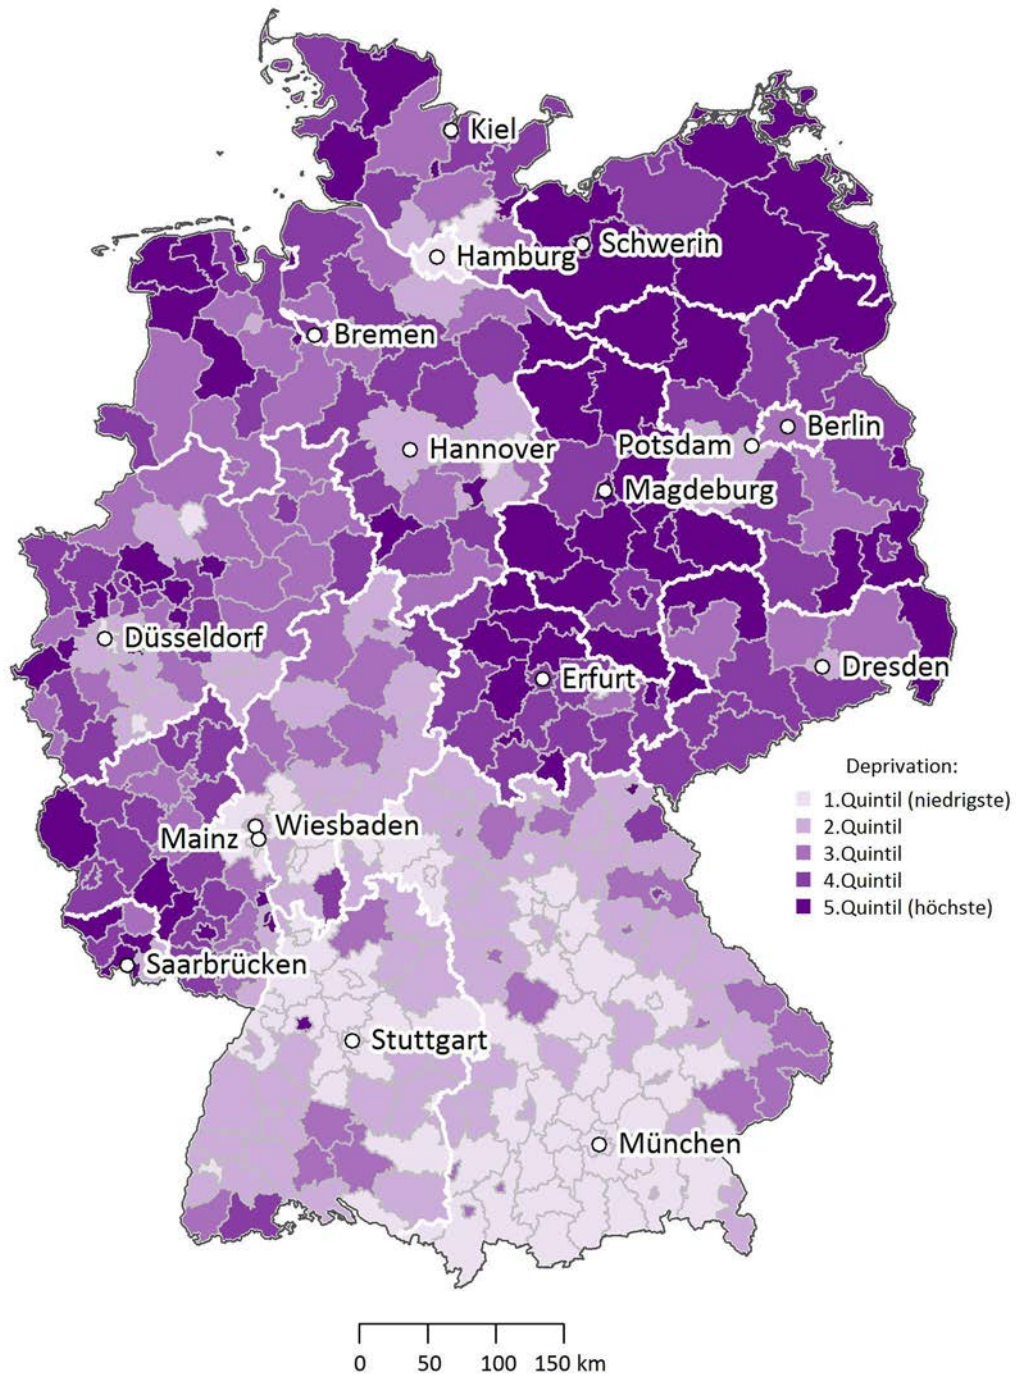 Kiel
Schwerin
Hamburg
Bremen
Berlin
Hannover
Potsdam
Magdeburg
Düsseldorf
Erfurt
Dresden
Deprivation:
1.Quintil (niedrigste)
2.Quintil
3.Quintil
4.Quintil
5.Quintil (höchste)
Wiesbaden
Mainz
Saarbrücken
Stuttgart
München
0 50 100 150 km